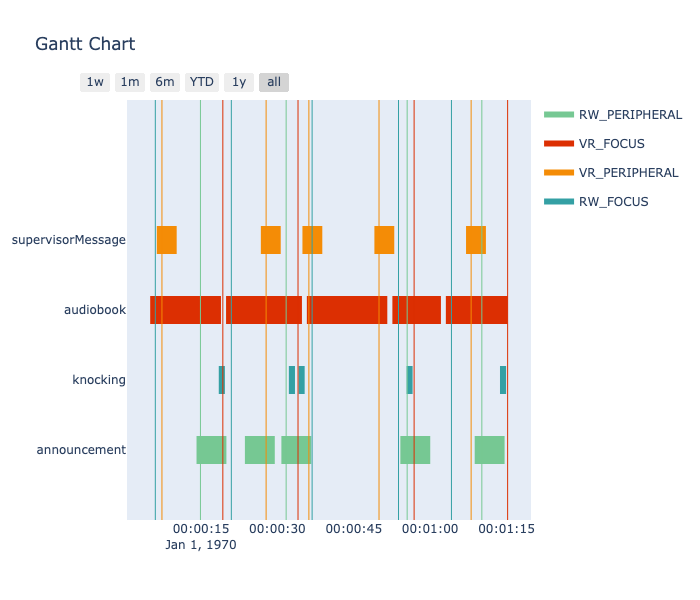 Gantt Chart
1w 1m 6m YTD 1y all
RW_PERIPHERAL
VR_FOCUS
VR_PERIPHERAL
RW_FOCUS
supervisorMessage
audiobook
knocking
announcement
00:00:15 00:00:30 00:00:45 00:01:00 00:01:15
Jan 1, 1970